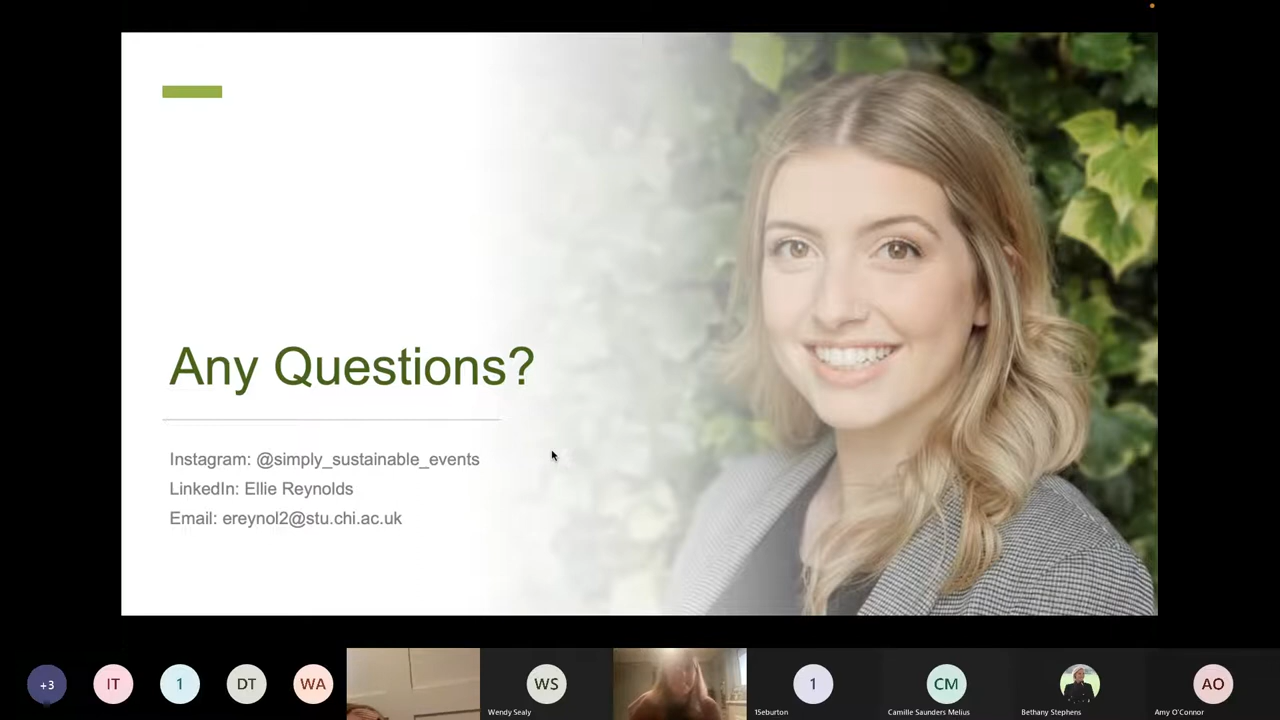 Any Questions?
Instagram: @simply_sustainable_events
LinkedIn: Ellie Reynolds
Email: ereynol2@stu.chi.ac.uk
+3
IT
1
DT
WA
WS
1
CM
AO
Wendy Sealy
1Seburton
Camille Saunders Melius
Bethany Stephens
Amy O'Connor